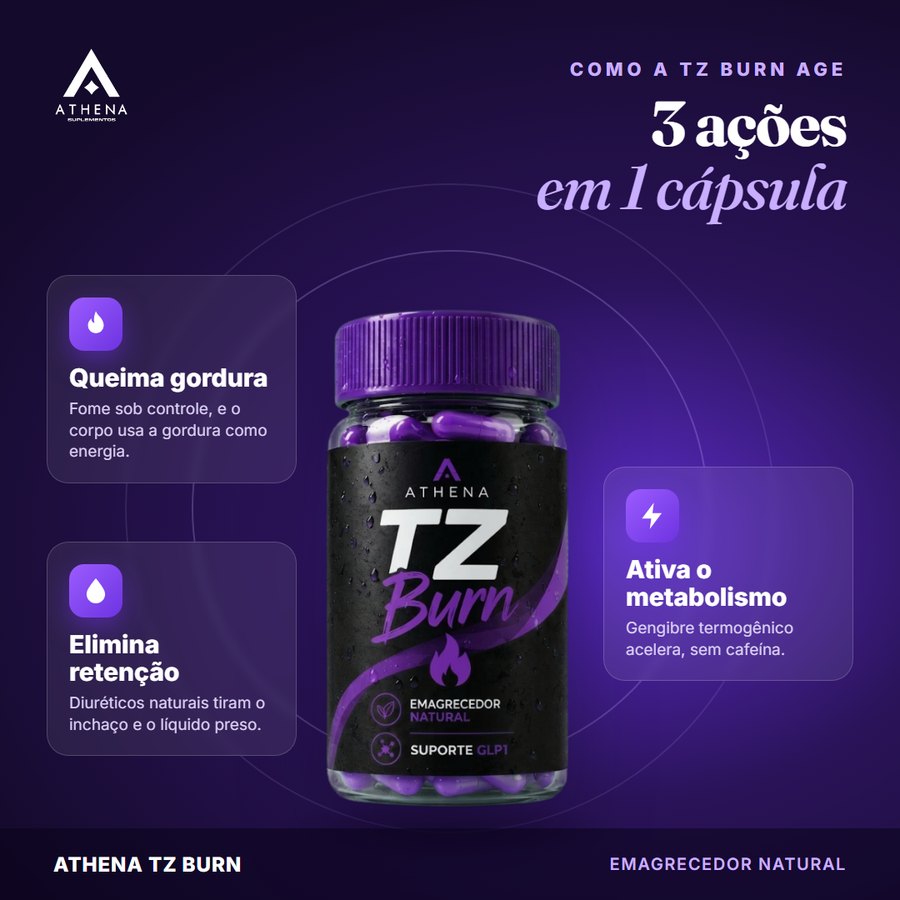 ATHENA
SUPLEMENTOS
COMO A TZ BURN AGE
3 ações
em 1 cápsula
Queima gordura
Fome sob controle, e o
corpo usa a gordura como
energia.
Elimina
retenção
Diuréticos naturais tiram o
inchaço e o líquido preso.
ATHENA
TZ
Burn
EMAGRECEDOR
NATURAL
SUPORTE GLP1
Ativa o
metabolismo
Gengibre termogênico
acelera, sem cafeína.
ATHENA TZ BURN
EMAGRECEDOR NATURAL